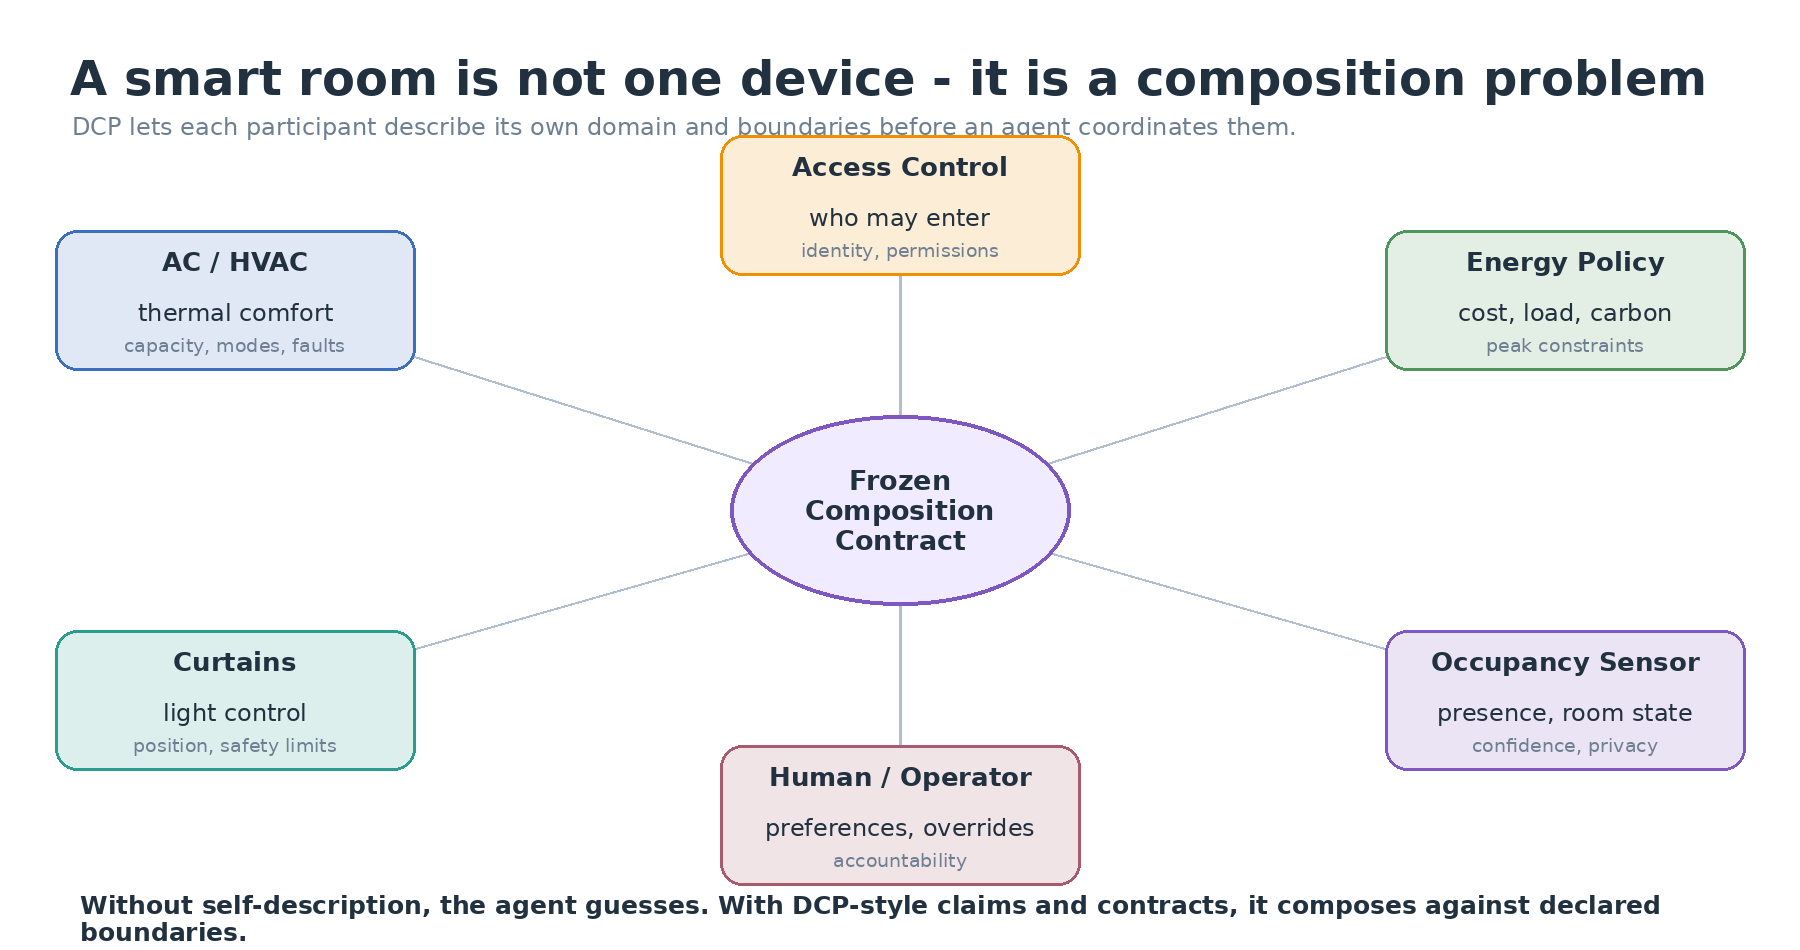 A smart room is not one device - it is a composition problem
DCP lets each participant describe its own domain and boundaries before an agent coordinates them.
Access Control
who may enter
identity, permissions
AC / HVAC
thermal comfort
capacity, modes, faults
Energy Policy
cost, load, carbon
peak constraints
Frozen
Composition
Contract
Curtains
light control
position, safety limits
Occupancy Sensor
presence, room state
confidence, privacy
Human / Operator
preferences, overrides
accountability
Without self-description, the agent guesses. With DCP-style claims and contracts, it composes against declared
boundaries.